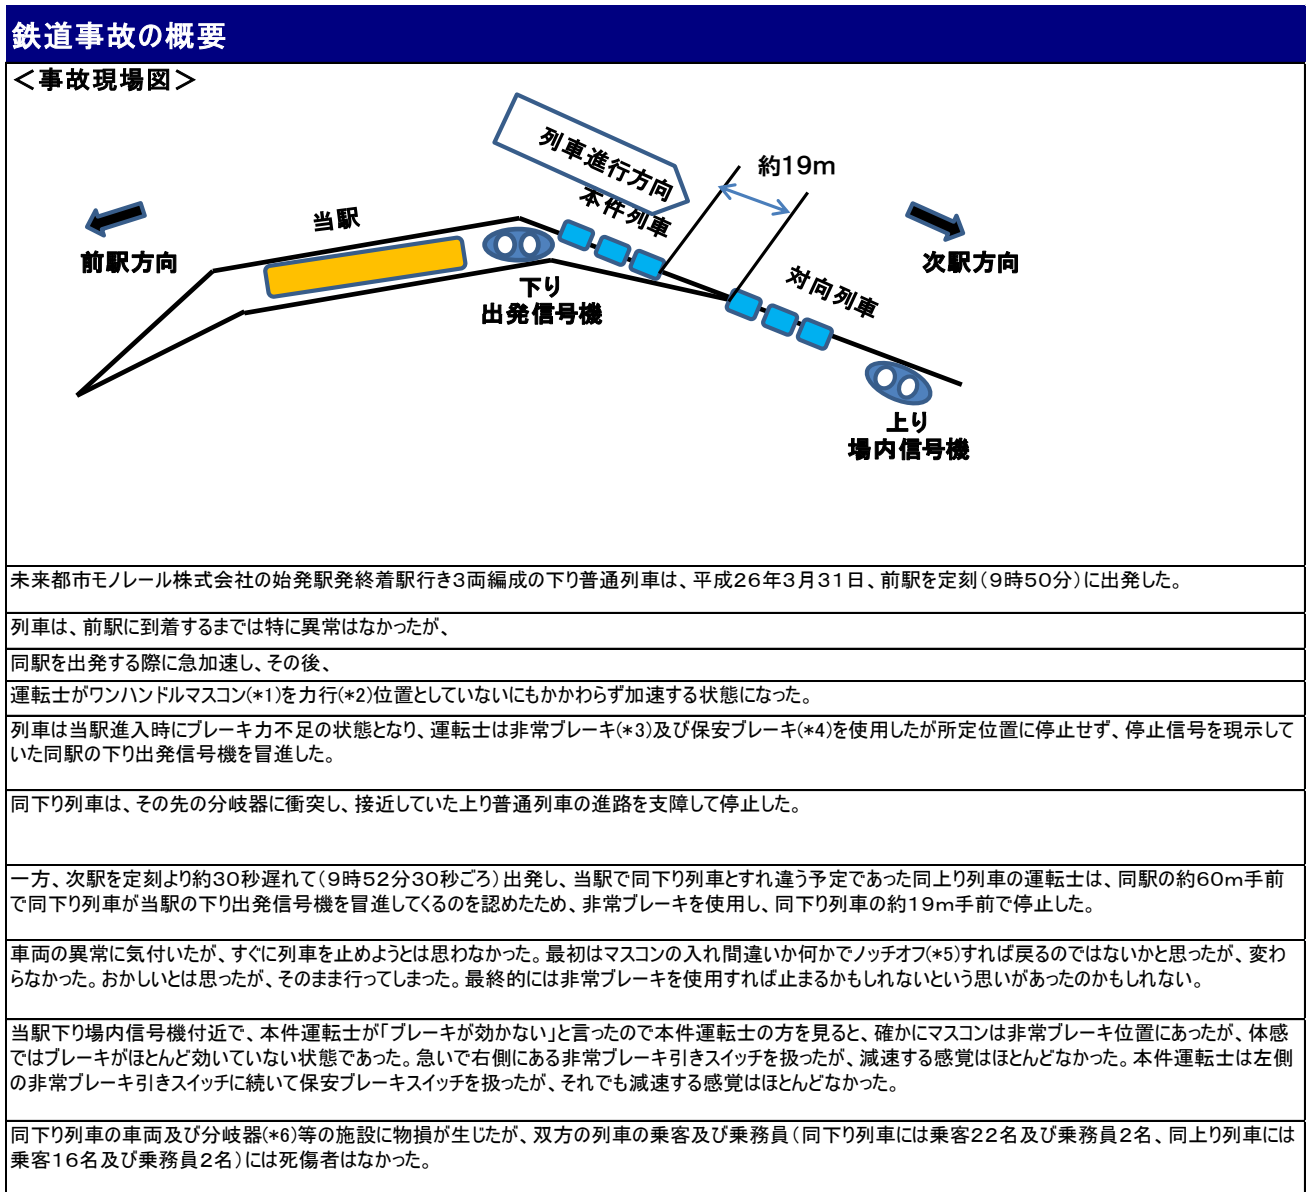 鉄道事故の概要
＜事故現場図＞
列車進行方向
約19m
本件列車
当駅
前駅方向
次駅方向
対向列車
下り
出発信号機
上り
場内信号機
未来都市モノレール株式会社の始発駅発終着駅行き3両編成の下り普通列車は、平成26年3月31日、前駅を定刻（9時50分）に出発した。
列車は、前駅に到着するまでは特に異常はなかったが、
同駅を出発する際に急加速し、その後、
運転士がワンハンドルマスコン(*1)を力行(*2)位置としていないにもかかわらず加速する状態になった。
列車は当駅進入時にブレーキ力不足の状態となり、運転士は非常ブレーキ(*3)及び保安ブレーキ(*4)を使用したが所定位置に停止せず、停止信号を現示して
いた同駅の下り出発信号機を冒進した。
同下り列車は、その先の分岐器に衝突し、接近していた上り普通列車の進路を支障して停止した。
一方、次駅を定刻より約30秒遅れて（9時52分30秒ごろ）出発し、当駅で同下り列車とすれ違う予定であった同上り列車の運転士は、同駅の約60m手前
で同下り列車が当駅の下り出発信号機を冒進してくるのを認めたため、非常ブレーキを使用し、同下り列車の約19m手前で停止した。
車両の異常に気付いたが、すぐに列車を止めようとは思わなかった。最初はマスコンの入れ間違いか何かでノッチオフ(*5)すれば戻るのではないかと思ったが、変わ
らなかった。おかしいとは思ったが、そのまま行ってしまった。最終的には非常ブレーキを使用すれば止まるかもしれないという思いがあったのかもしれない。
当駅下り場内信号機付近で、本件運転士が「ブレーキが効かない」と言ったので本件運転士の方を見ると、確かにマスコンは非常ブレーキ位置にあったが、体感
ではブレーキがほとんど効いていない状態であった。急いで右側にある非常ブレーキ引きスイッチを扱ったが、減速する感覚はほとんどなかった。本件運転士は左側
の非常ブレーキ引きスイッチに続いて保安ブレーキスイッチを扱ったが、それでも減速する感覚はほとんどなかった。
同下り列車の車両及び分岐器(*6)等の施設に物損が生じたが、双方の列車の乗客及び乗務員（同下り列車には乗客22名及び乗務員2名、同上り列車には
乗客16名及び乗務員2名）には死傷者はなかった。